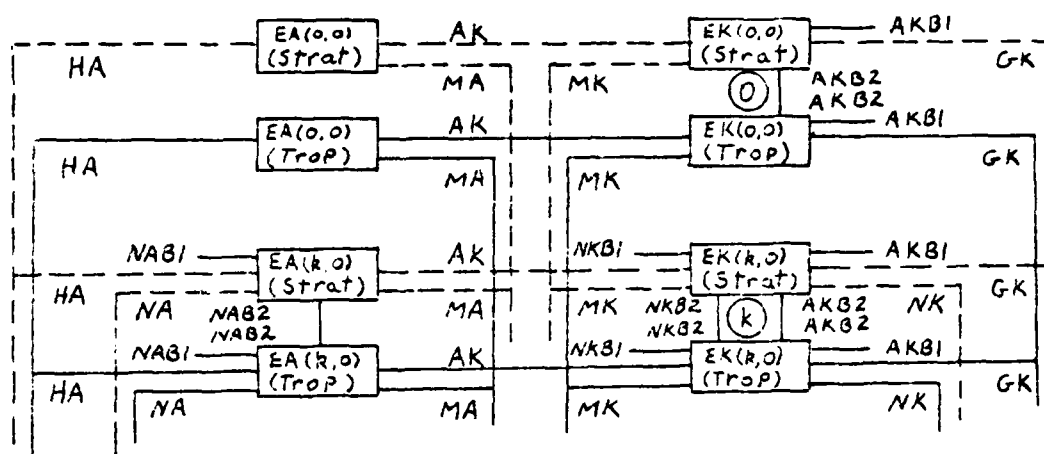 EA(0,0) AK EK(0,0) AKB1
(Strat) (Strat)
HA MA MK AKB2 GK
O AKB2
EA(0,0) AK EK(0,0) AKB1
(Trop) (Trop)
HA MA MK GK
NAB1 EA(k,0) AK NKB1 EK(k,0) AKB1
(Strat) (Strat)
HA NA MA MK NKB2 AKB2 NK GK
NAB2 NKB2 k AKB2
NAB2
NAB1 EA(k,0) AK NKB1 EK(k,0) AKB1
(Trop) (Trop)
HA NA MA MK NK GK